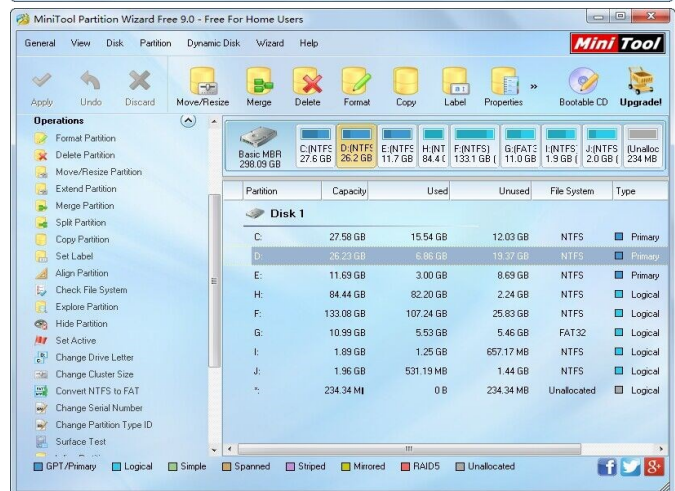 MiniTool Partition Wizard Free 9.0 - Free For Home Users
General View Disk Partition Dynamic Disk Wizard Help
Mini Tool
Apply Undo Discard Move/Resize Merge Delete Format Copy Label Properties » Bootable CD Upgrade!
Operations
Format Partition
Delete Partition
Move/Resize Partition
Extend Partition
Merge Partition
Split Partition
Copy Partition
Set Label
Align Partition
Check File System
Explore Partition
Hide Partition
Set Active
Change Drive Letter
Change Cluster Size
Convert NTFS to FAT
Change Serial Number
Change Partition Type ID
Surface Test
Basic MBR C:(NTFS D:(NTFS E:(NTFS H:(NT F:(NTFS) G:(FAT3 I:(NTFS) J:(NTFS (Unalloc
298.09 GB 27.6 GB 26.2 GB 11.7 GB 84.4 ( 133.1 GB ( 11.0 GB 1.9 GB ( 2.0 GB ( 234 MB
Partition Capacity Used Unused File System Type
Disk 1
C: 27.58 GB 15.54 GB 12.03 GB NTFS Primary
D: 26.23 GB 6.86 GB 19.37 GB NTFS Primary
E: 11.69 GB 3.00 GB 8.69 GB NTFS Primary
H: 84.44 GB 82.20 GB 2.24 GB NTFS Logical
F: 133.08 GB 107.24 GB 25.83 GB NTFS Logical
G: 10.99 GB 5.53 GB 5.46 GB FAT32 Logical
I: 1.89 GB 1.25 GB 657.17 MB NTFS Logical
J: 1.96 GB 531.19 MB 1.44 GB NTFS Logical
*: 234.34 MB 0 B 234.34 MB Unallocated Logical
GPT/Primary Logical Simple Spanned Striped Mirrored RAID5 Unallocated f 8+